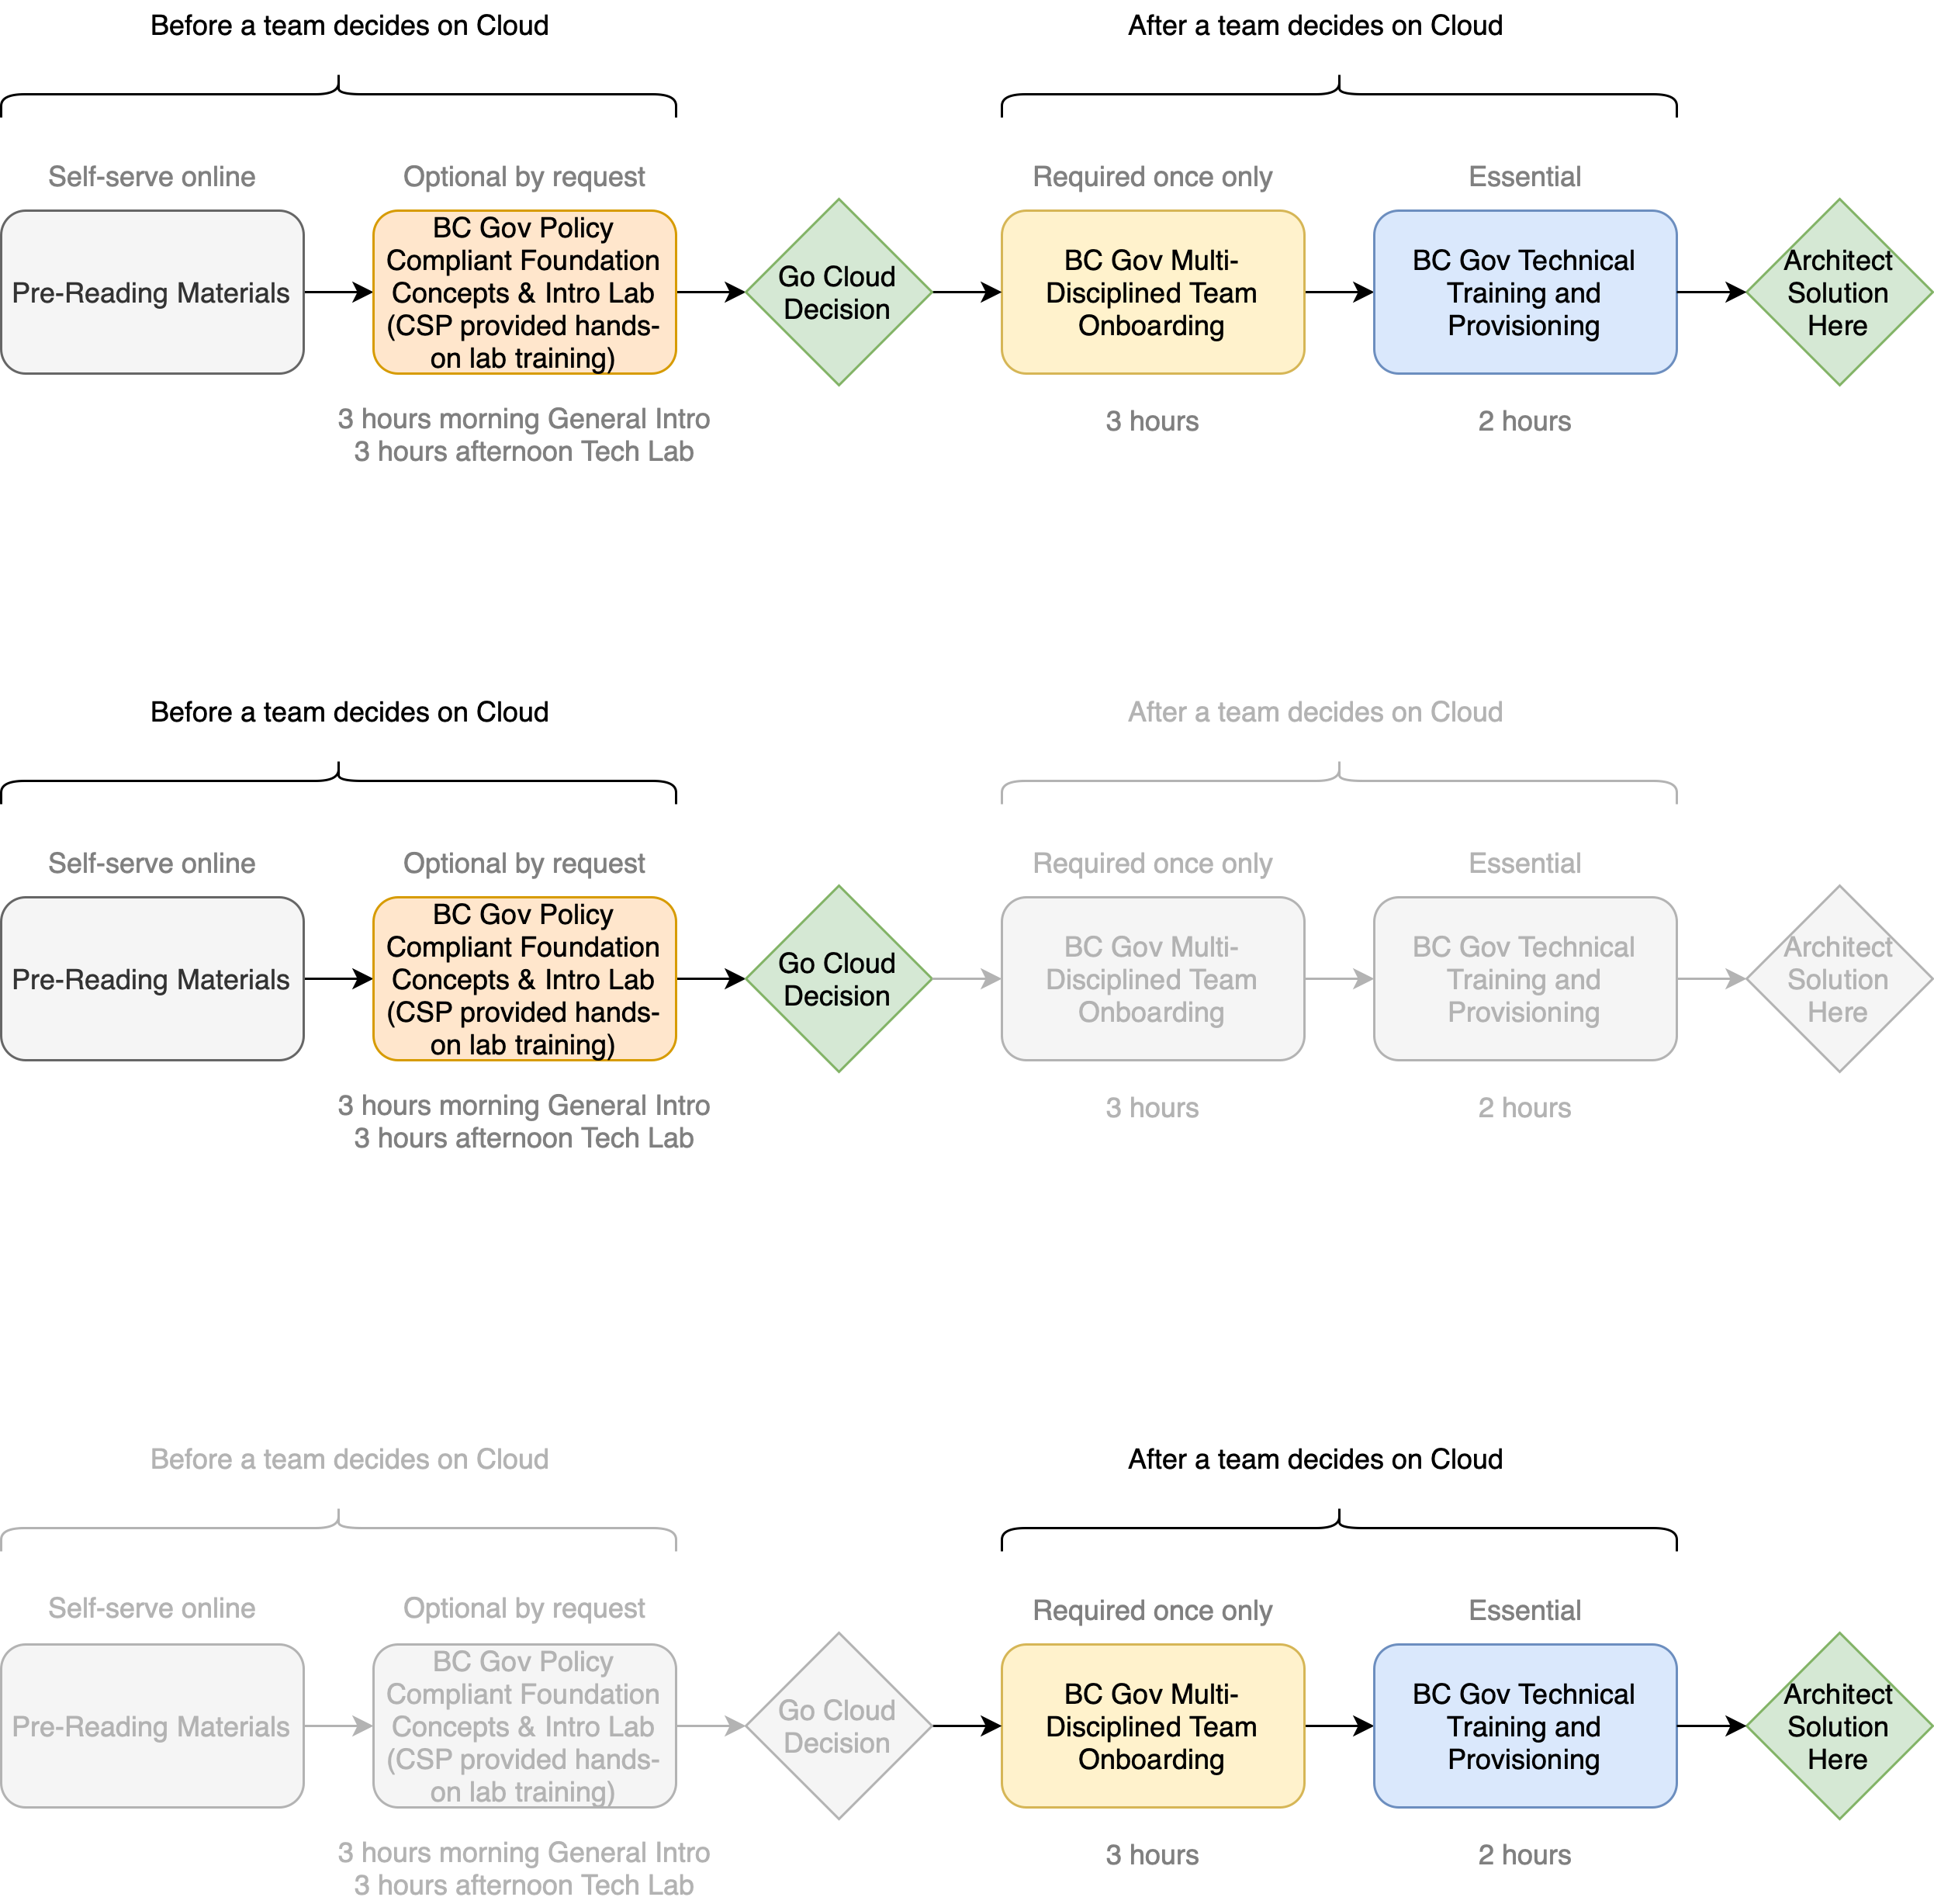 Before a team decides on Cloud
After a team decides on Cloud
Self-serve online
Optional by request
Required once only
Essential
Pre-Reading Materials
BC Gov Policy
Compliant Foundation
Concepts & Intro Lab
(CSP provided hands-
on lab training)
Go Cloud
Decision
BC Gov Multi-
Disciplined Team
Onboarding
BC Gov Technical
Training and
Provisioning
Architect
Solution
Here
3 hours morning General Intro
3 hours afternoon Tech Lab
3 hours
2 hours
Before a team decides on Cloud
After a team decides on Cloud
Self-serve online
Optional by request
Required once only
Essential
Pre-Reading Materials
BC Gov Policy
Compliant Foundation
Concepts & Intro Lab
(CSP provided hands-
on lab training)
Go Cloud
Decision
BC Gov Multi-
Disciplined Team
Onboarding
BC Gov Technical
Training and
Provisioning
Architect
Solution
Here
3 hours morning General Intro
3 hours afternoon Tech Lab
3 hours
2 hours
Before a team decides on Cloud
After a team decides on Cloud
Self-serve online
Optional by request
Required once only
Essential
Pre-Reading Materials
BC Gov Policy
Compliant Foundation
Concepts & Intro Lab
(CSP provided hands-
on lab training)
Go Cloud
Decision
BC Gov Multi-
Disciplined Team
Onboarding
BC Gov Technical
Training and
Provisioning
Architect
Solution
Here
3 hours morning General Intro
3 hours afternoon Tech Lab
3 hours
2 hours